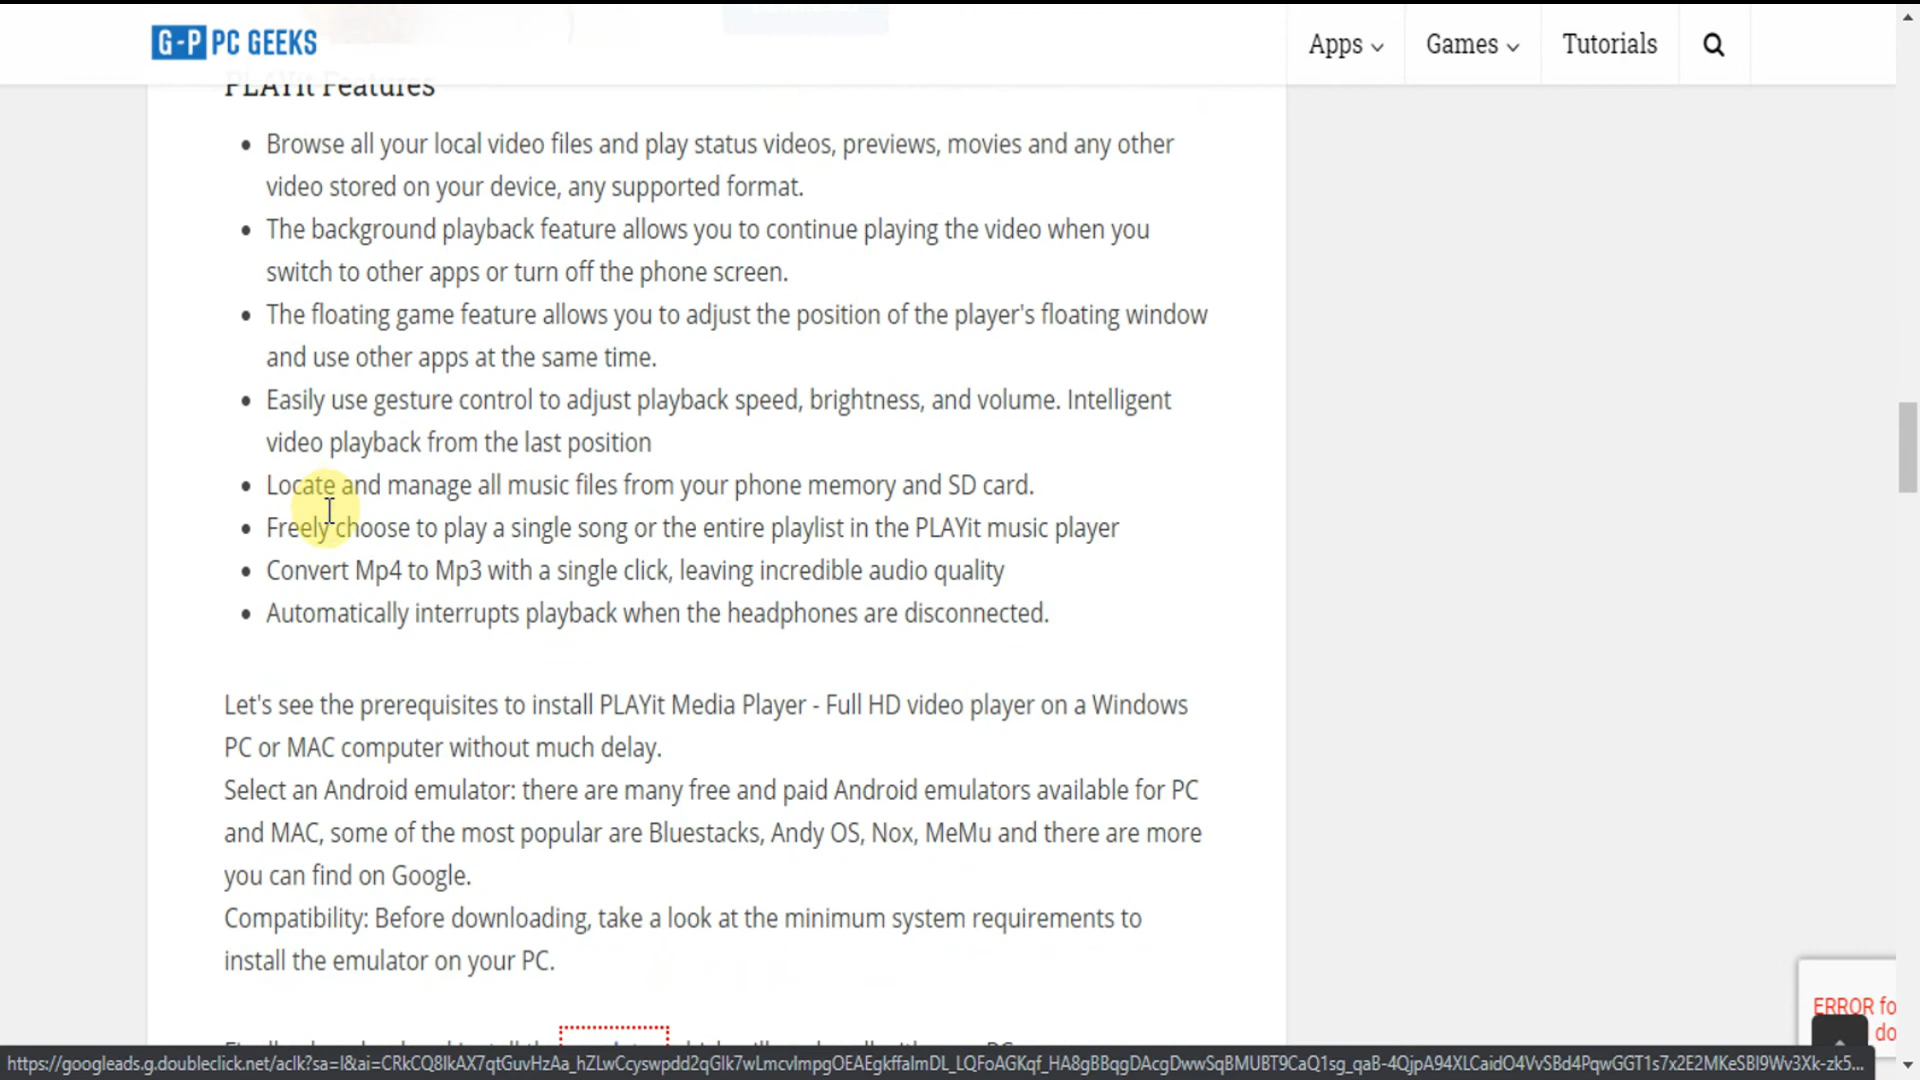 G-P PC GEEKS
Apps
Games
Tutorials
PLAYit Features
Browse all your local video files and play status videos, previews, movies and any other
video stored on your device, any supported format.
The background playback feature allows you to continue playing the video when you
switch to other apps or turn off the phone screen.
The floating game feature allows you to adjust the position of the player's floating window
and use other apps at the same time.
Easily use gesture control to adjust playback speed, brightness, and volume. Intelligent
video playback from the last position
Locate and manage all music files from your phone memory and SD card.
Freely choose to play a single song or the entire playlist in the PLAYit music player
Convert Mp4 to Mp3 with a single click, leaving incredible audio quality
Automatically interrupts playback when the headphones are disconnected.
Let's see the prerequisites to install PLAYit Media Player - Full HD video player on a Windows
PC or MAC computer without much delay.
Select an Android emulator: there are many free and paid Android emulators available for PC
and MAC, some of the most popular are Bluestacks, Andy OS, Nox, MeMu and there are more
you can find on Google.
Compatibility: Before downloading, take a look at the minimum system requirements to
install the emulator on your PC.
ERROR fo
do